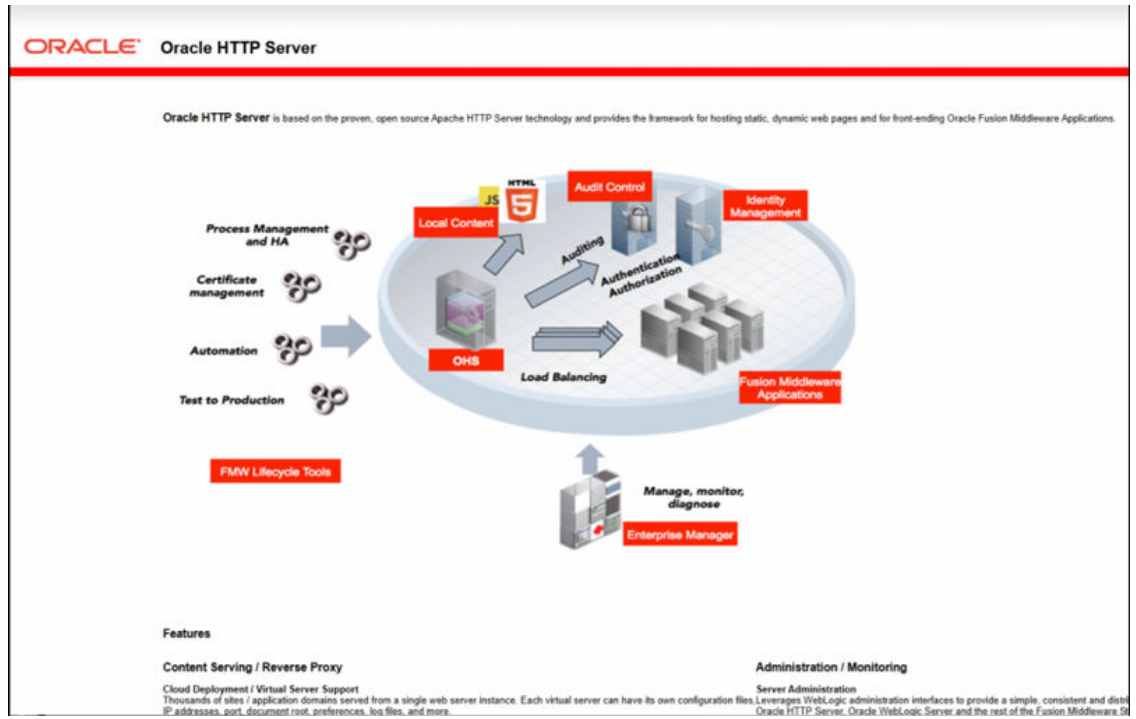 ORACLE Oracle HTTP Server
Oracle HTTP Server is based on the proven, open source Apache HTTP Server technology and provides the framework for hosting static, dynamic web pages and for front-ending Oracle Fusion Middleware Applications.
HTML
JS
5
Local Content
Audit Control
Identity
Management
Process Management
and HA
Certificate
management
Automation
Test to Production
Auditing
Authentication
Authorization
OHS
Load Balancing
Fusion Middleware
Applications
FMW Lifecycle Tools
Manage, monitor,
diagnose
Enterprise Manager
Features
Content Serving / Reverse Proxy
Cloud Deployment / Virtual Server Support
Thousands of sites / application domains served from a single web server instance. Each virtual server can have its own configuration files,
IP addresses, port, document root, preferences, log files, and more.
Administration / Monitoring
Server Administration
Leverages WebLogic administration interfaces to provide a simple, consistent and distri
Oracle HTTP Server, Oracle WebLogic Server and the rest of the Fusion Middleware St